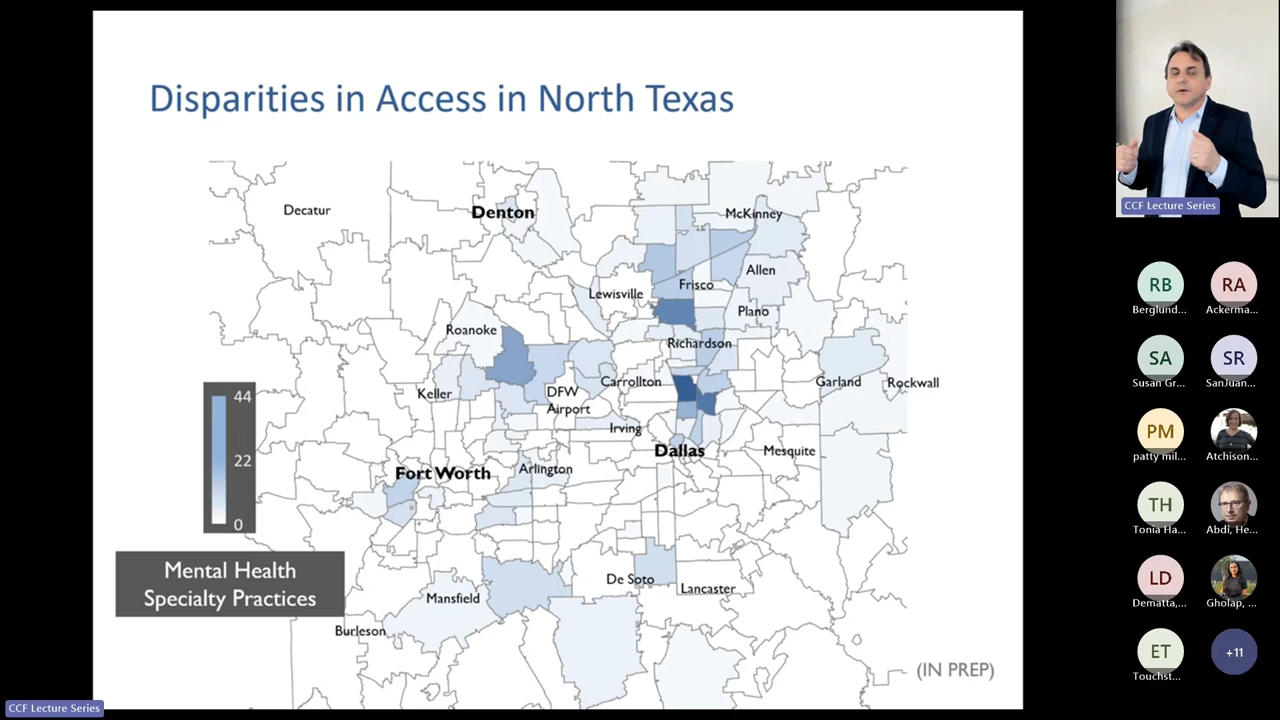 Disparities in Access in North Texas
Decatur
Denton
McKinney
Allen
Frisco
Lewisville
Plano
Roanoke
Richardson
Keller
DFW
Airport
Carrollton
Garland
Rockwall
Irving
Dallas
Mesquite
Fort Worth
Arlington
De Soto
Lancaster
Mansfield
Burleson
44
22
0
Mental Health
Specialty Practices
(IN PREP)
CCF Lecture Series
CCF Lecture Series
RB
Berglund...
RA
Ackerma...
SA
Susan Gr...
SR
SanJuan...
PM
patty mil...
Atchison...
TH
Tonia Ha...
Abdi, He...
LD
Dematta,...
Gholap, ...
ET
Touchst...
+11